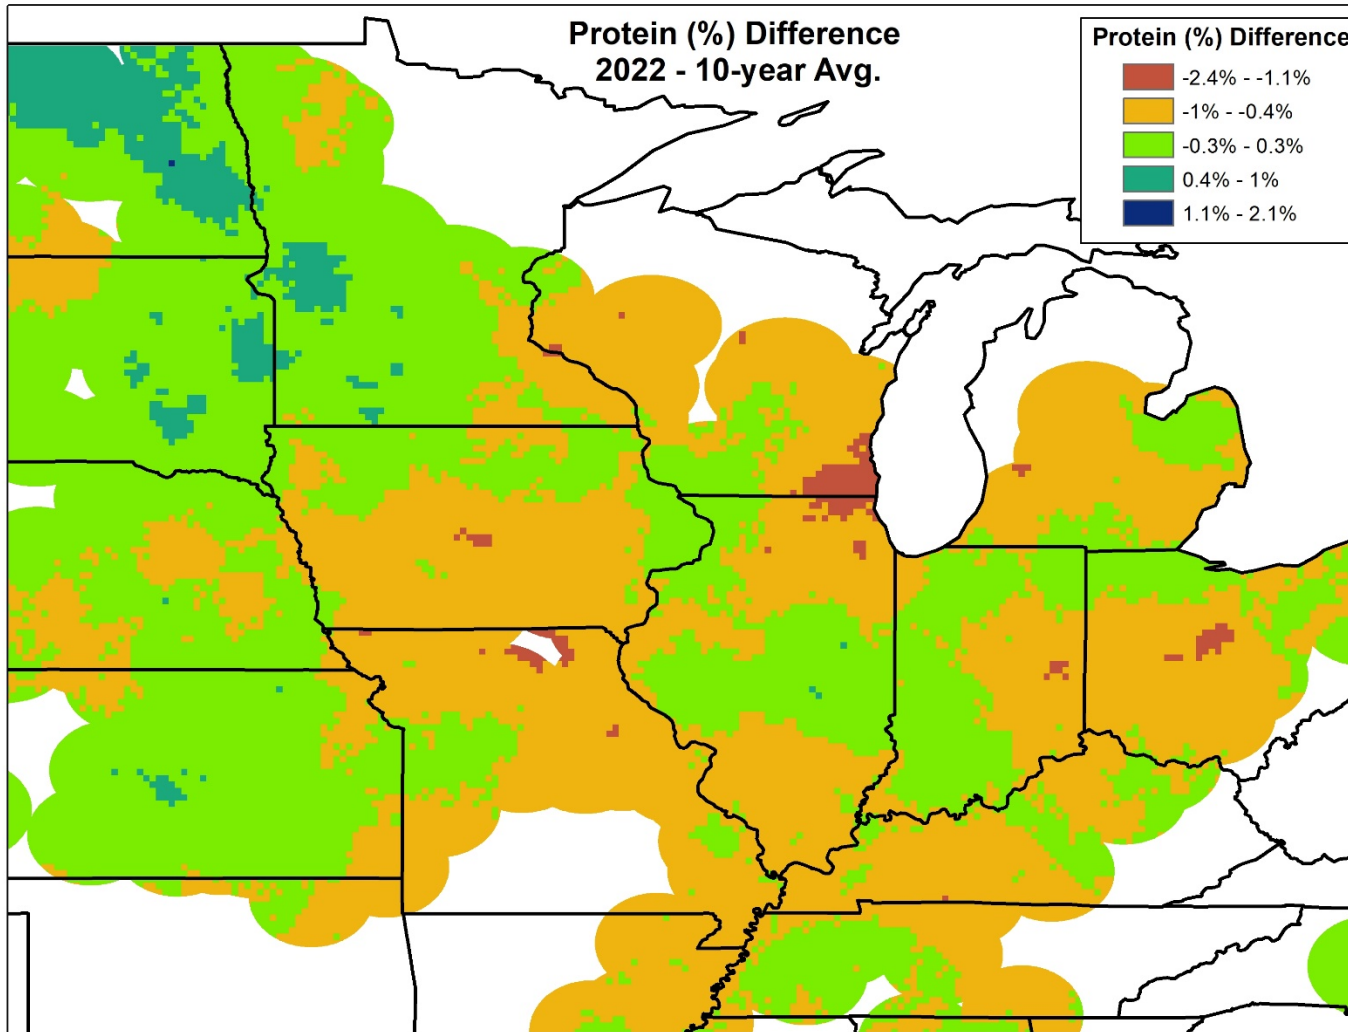 Protein (%) Difference
2022 - 10-year Avg.
Protein (%) Difference
-2.4% - -1.1%
-1% - -0.4%
-0.3% - 0.3%
0.4% - 1%
1.1% - 2.1%